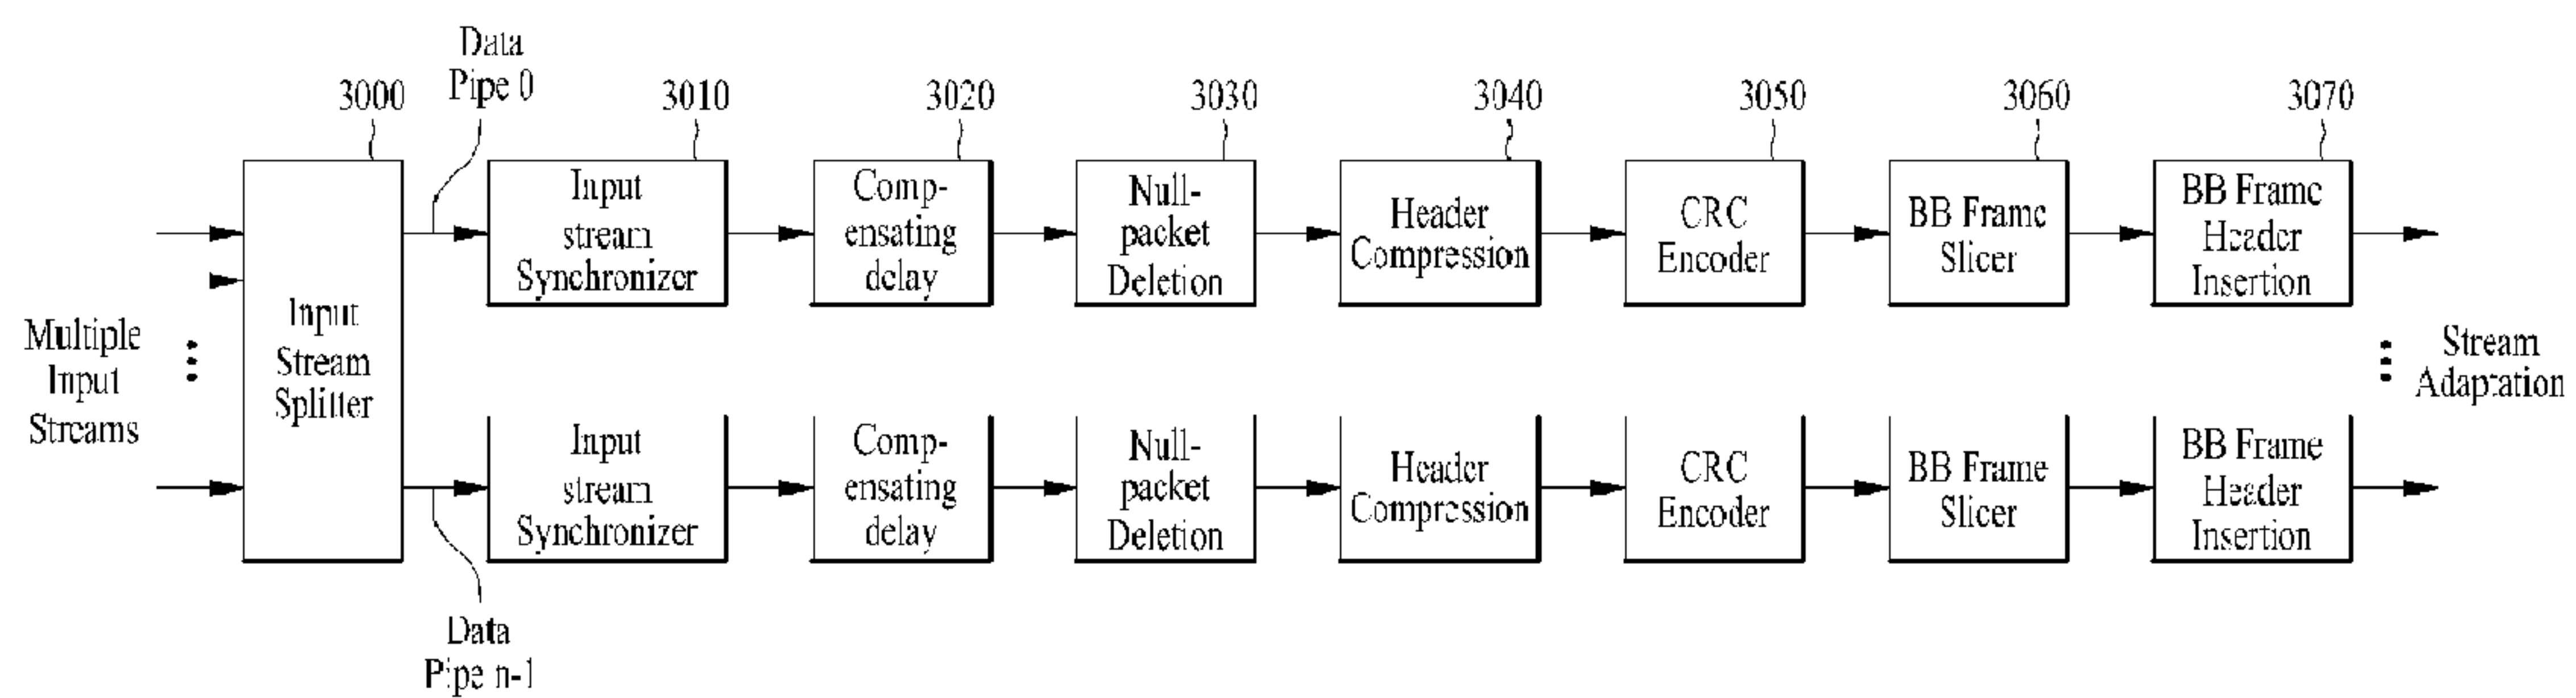 Data
Pipe 0
3000
3010
3020
3030
3040
3050
3060
3070
Input
stream
Synchronizer
Comp-
ensating
delay
Null-
packet
Deletion
Header
Compression
CRC
Encoder
BB Frame
Slicer
BB Frame
Header
Insertion
Multiple
Input
Streams
Input
Stream
Splitter
Stream
Adaptation
Input
stream
Synchronizer
Comp-
ensating
delay
Null-
packet
Deletion
Header
Compression
CRC
Encoder
BB Frame
Slicer
BB Frame
Header
Insertion
Data
Pipe n-1